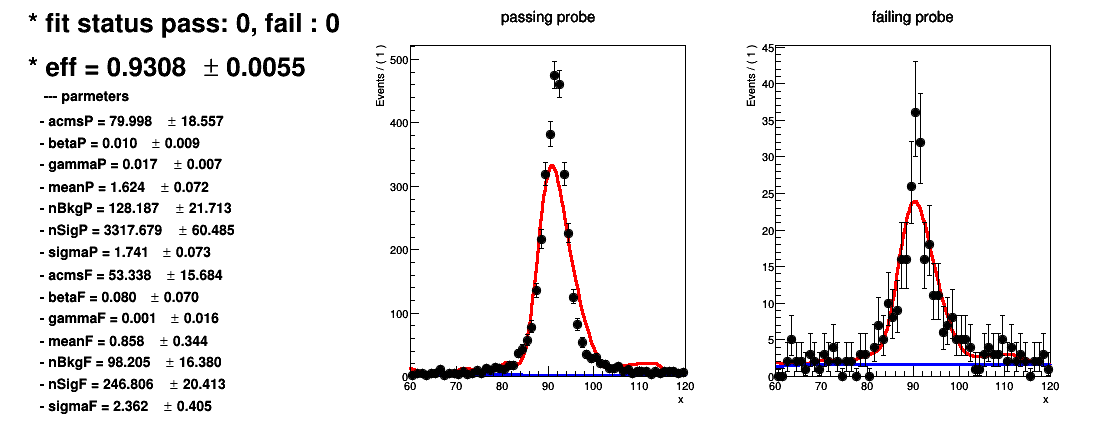 * fit status pass: 0, fail : 0
* eff = 0.9308 ± 0.0055
--- parmeters
- acmsP = 79.998 ± 18.557
- betaP = 0.010 ± 0.009
- gammaP = 0.017 ± 0.007
- meanP = 1.624 ± 0.072
- nBkgP = 128.187 ± 21.713
- nSigP = 3317.679 ± 60.485
- sigmaP = 1.741 ± 0.073
- acmsF = 53.338 ± 15.684
- betaF = 0.080 ± 0.070
- gammaF = 0.001 ± 0.016
- meanF = 0.858 ± 0.344
- nBkgF = 98.205 ± 16.380
- nSigF = 246.806 ± 20.413
- sigmaF = 2.362 ± 0.405
passing probe
Events / ( 1 )
500
400
300
200
100
0
60 70 80 90 100 110 120
x
failing probe
Events / ( 1 )
45
40
35
30
25
20
15
10
5
0
60 70 80 90 100 110 120
x